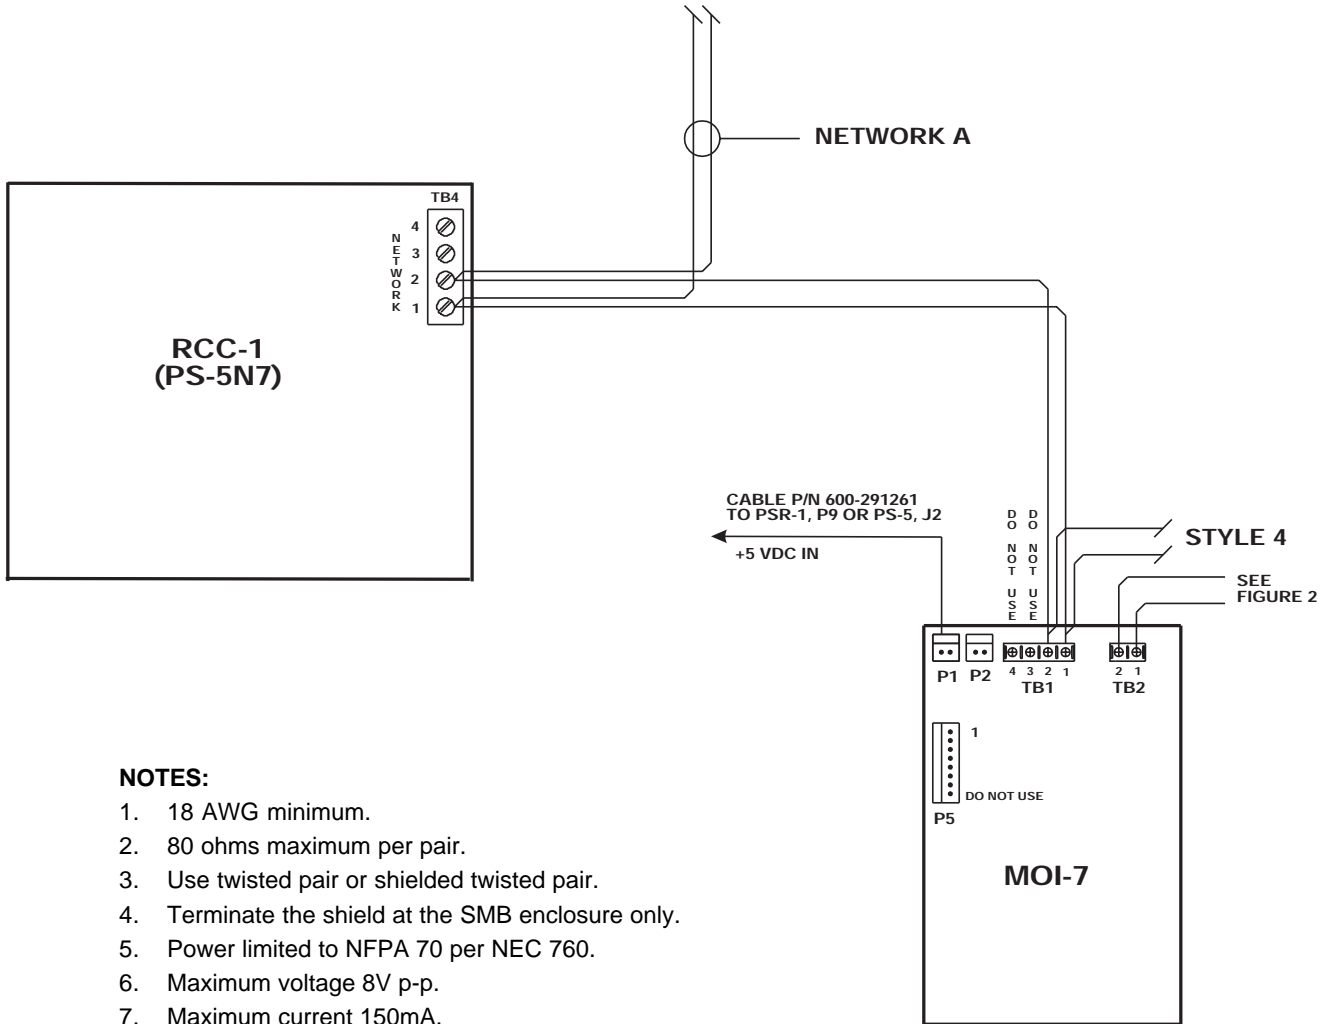 NETWORK A
TB4
4
3
2
1
NETWORK
RCC-1
(PS-5N7)
CABLE P/N 600-291261
TO PSR-1, P9 OR PS-5, J2
+5 VDC IN
DO NOT USE
DO NOT USE
STYLE 4
SEE
FIGURE 2
P1 P2 4 3 2 1 2 1
TB1 TB2
1
DO NOT USE
P5
MOI-7
NOTES:
1. 18 AWG minimum.
2. 80 ohms maximum per pair.
3. Use twisted pair or shielded twisted pair.
4. Terminate the shield at the SMB enclosure only.
5. Power limited to NFPA 70 per NEC 760.
6. Maximum voltage 8V p-p.
7. Maximum current 150mA.